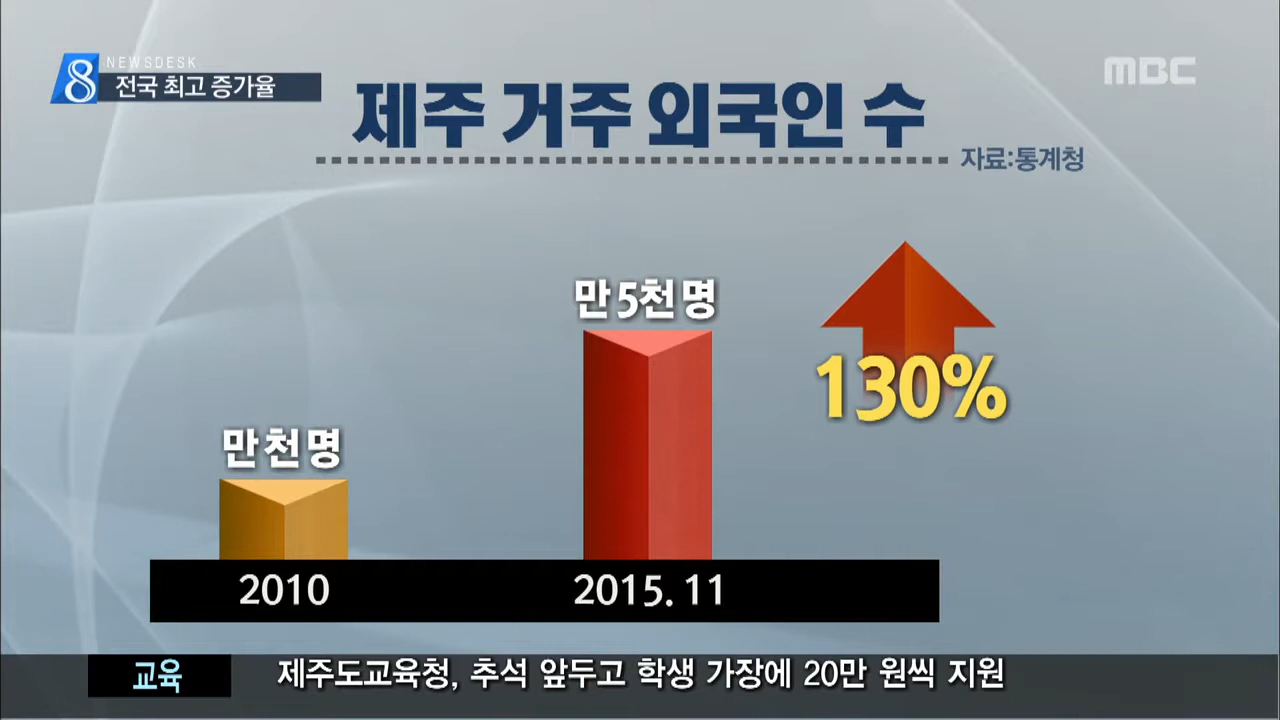 NEWSDESK
8 전국 최고 증가율
MBC
제주 거주 외국인 수
자료:통계청
만 5천 명
130%
만 천 명
2010
2015. 11
교육
제주도교육청, 추석 앞두고 학생 가장에 20만 원씩 지원